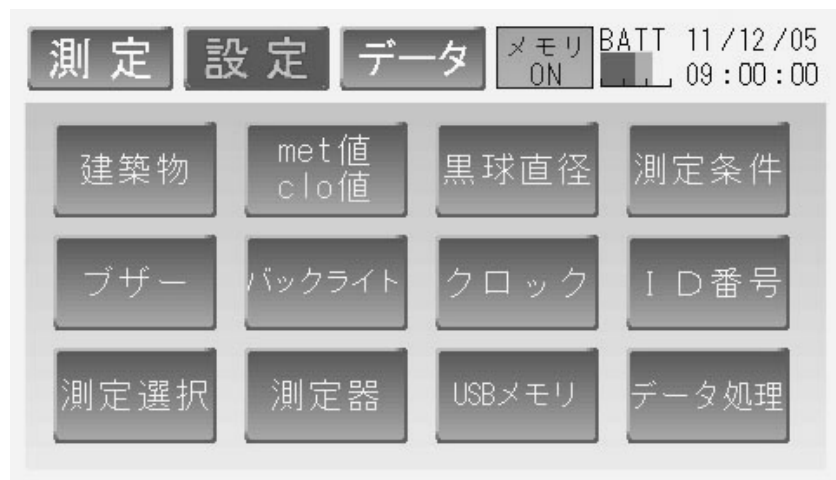 測定 設定 データ メモリ ON BATT 11/12/05 09:00:00
建築物 met値 clo値 黒球直径 測定条件
ブザー バックライト クロック ID番号
測定選択 測定器 USBメモリ データ処理